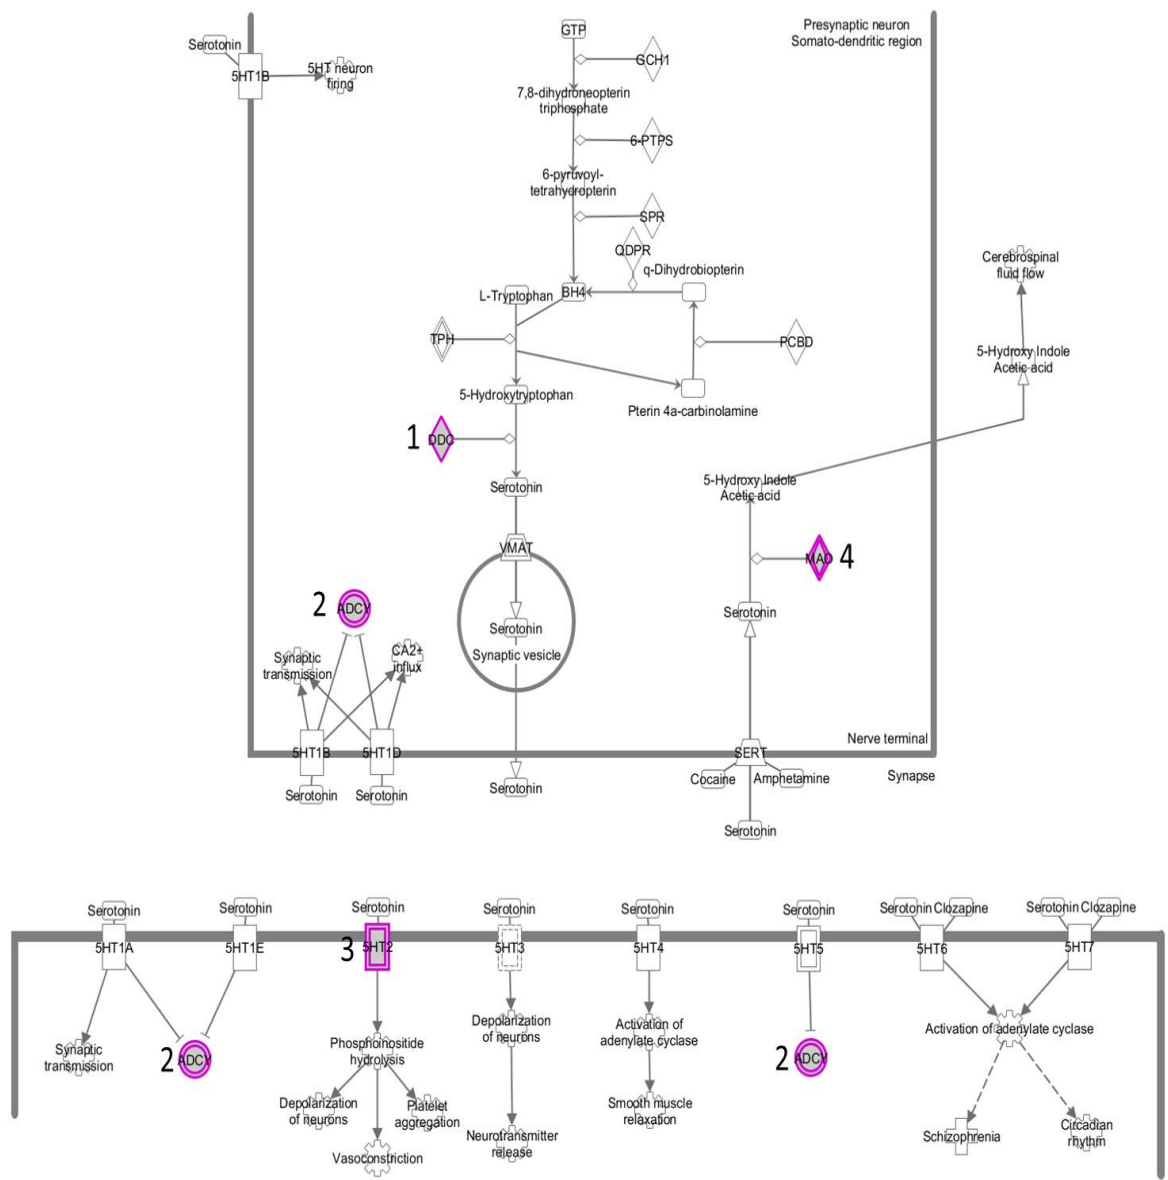 Presynaptic neuron
Somato-dendritic region
Serotonin
5HT1B
5HT neuron
firing
GTP
GCH1
7,8-dihydroneopterin
triphosphate
6-PTPS
6-pyruvoyl-
tetrahydropterin
SPR
QDPR
q-Dihydrobiopterin
L-Tryptophan
BH4
TPH
PCBD
5-Hydroxytryptophan
Pterin 4a-carbinolamine
1
DDC
Serotonin
VMAT
Serotonin
Synaptic vesicle
Serotonin
Cerebrospinal
fluid flow
5-Hydroxy Indole
Acetic acid
5-Hydroxy Indole
Acetic acid
MAO
4
Serotonin
2
ADCY
Synaptic
transmission
CA2+
influx
5HT1B
5HT1D
Serotonin
Serotonin
SERT
Cocaine
Amphetamine
Serotonin
Nerve terminal
Synapse
Serotonin
5HT1A
Serotonin
5HT1E
Synaptic
transmission
2
ADCY
Serotonin
3
5HT2
Phosphoinositide
hydrolysis
Depolarization
of neurons
Platelet
aggregation
Vasoconstriction
Serotonin
5HT3
Depolarization
of neurons
Neurotransmitter
release
Serotonin
5HT4
Activation of
adenylate cyclase
Smooth muscle
relaxation
Serotonin
5HT5
2
ADCY
Serotonin
Clozapine
5HT6
Serotonin
Clozapine
5HT7
Activation of adenylate cyclase
Schizophrenia
Circadian
rhythm